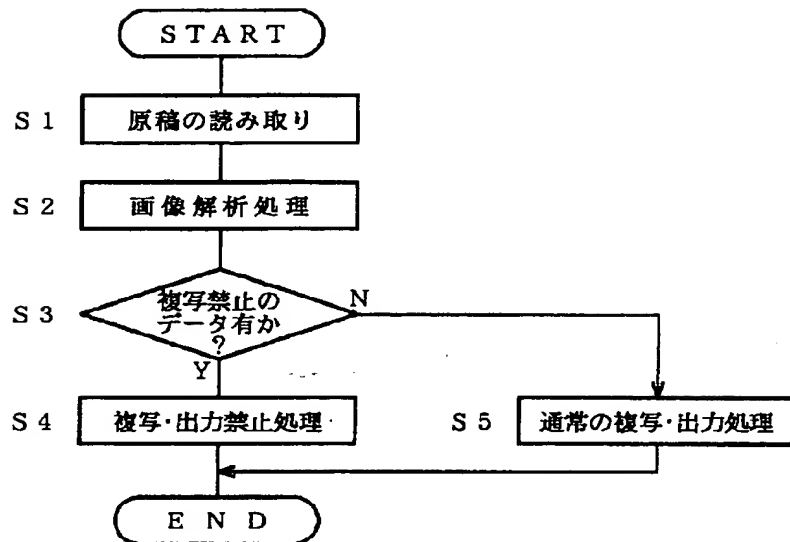 START
S1 原稿の読み取り
S2 画像解析処理
S3 複写禁止の
データ有か
?
N
Y
S4 複写・出力禁止処理
S5 通常の複写・出力処理
END